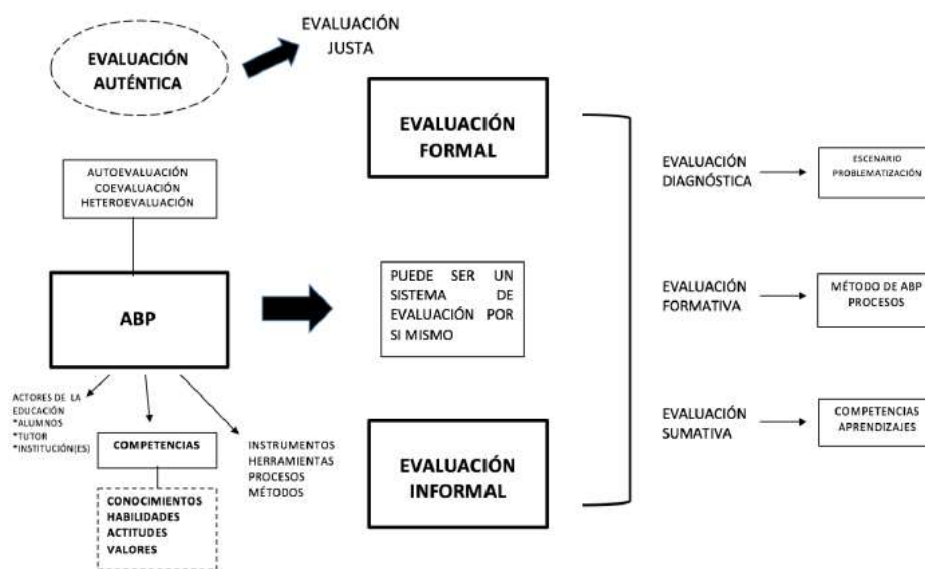 EVALUACIÓN
AUTÉNTICA
EVALUACIÓN
JUSTA
EVALUACIÓN
FORMAL
AUTOEVALUACIÓN
COEVALUACIÓN
HETEROEVALUACIÓN
ABP
PUEDE SER UN
SISTEMA DE
EVALUACIÓN POR
SI MISMO
ACTORES DE LA
EDUCACIÓN
*ALUMNOS
*TUTOR
*INSTITUCIÓN(ES)
COMPETENCIAS
CONOCIMIENTOS
HABILIDADES
ACTITUDES
VALORES
INSTRUMENTOS
HERRAMIENTAS
PROCESOS
MÉTODOS
EVALUACIÓN
INFORMAL
EVALUACIÓN
DIAGNÓSTICA
ESCENARIO
PROBLEMATIZACIÓN
EVALUACIÓN
FORMATIVA
MÉTODO DE ABP
PROCESOS
EVALUACIÓN
SUMATIVA
COMPETENCIAS
APRENDIZAJES